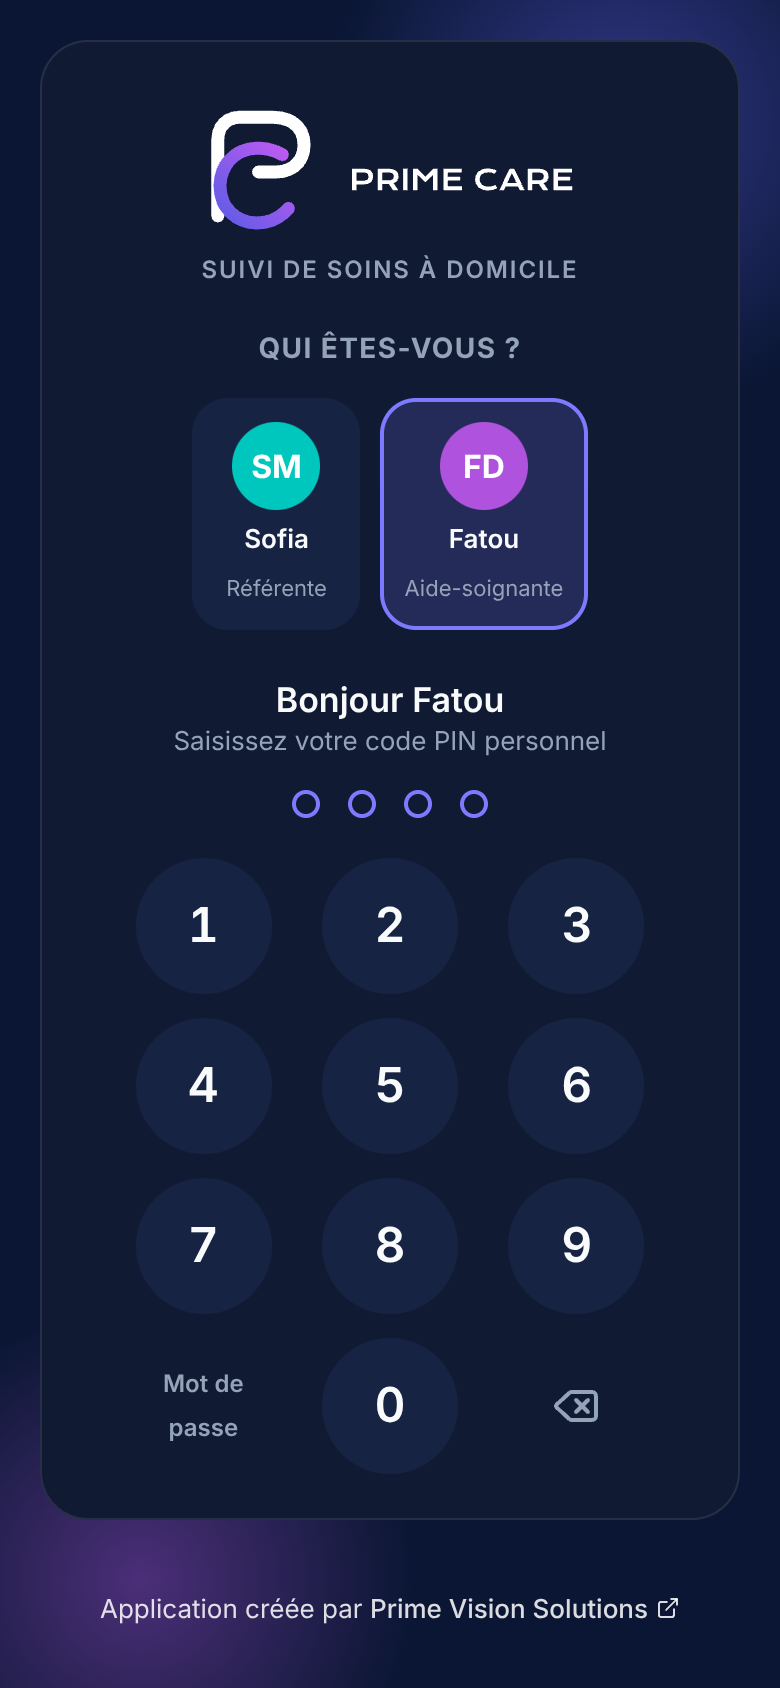 PRIME CARE
SUIVI DE SOINS À DOMICILE
QUI ÊTES-VOUS ?
SM
Sofia
Référente
FD
Fatou
Aide-soignante
Bonjour Fatou
Saisissez votre code PIN personnel
1 2 3
4 5 6
7 8 9
Mot de
passe
0
Application créée par Prime Vision Solutions